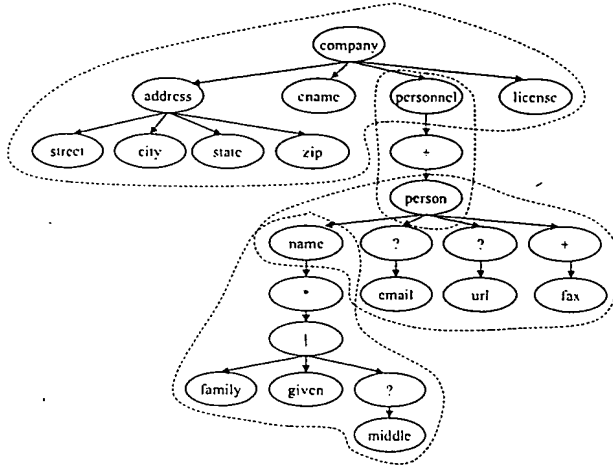 company
address cname personnel license
street city state zip +
person
name ? ? +
* email url fax
|
family given ?
middle